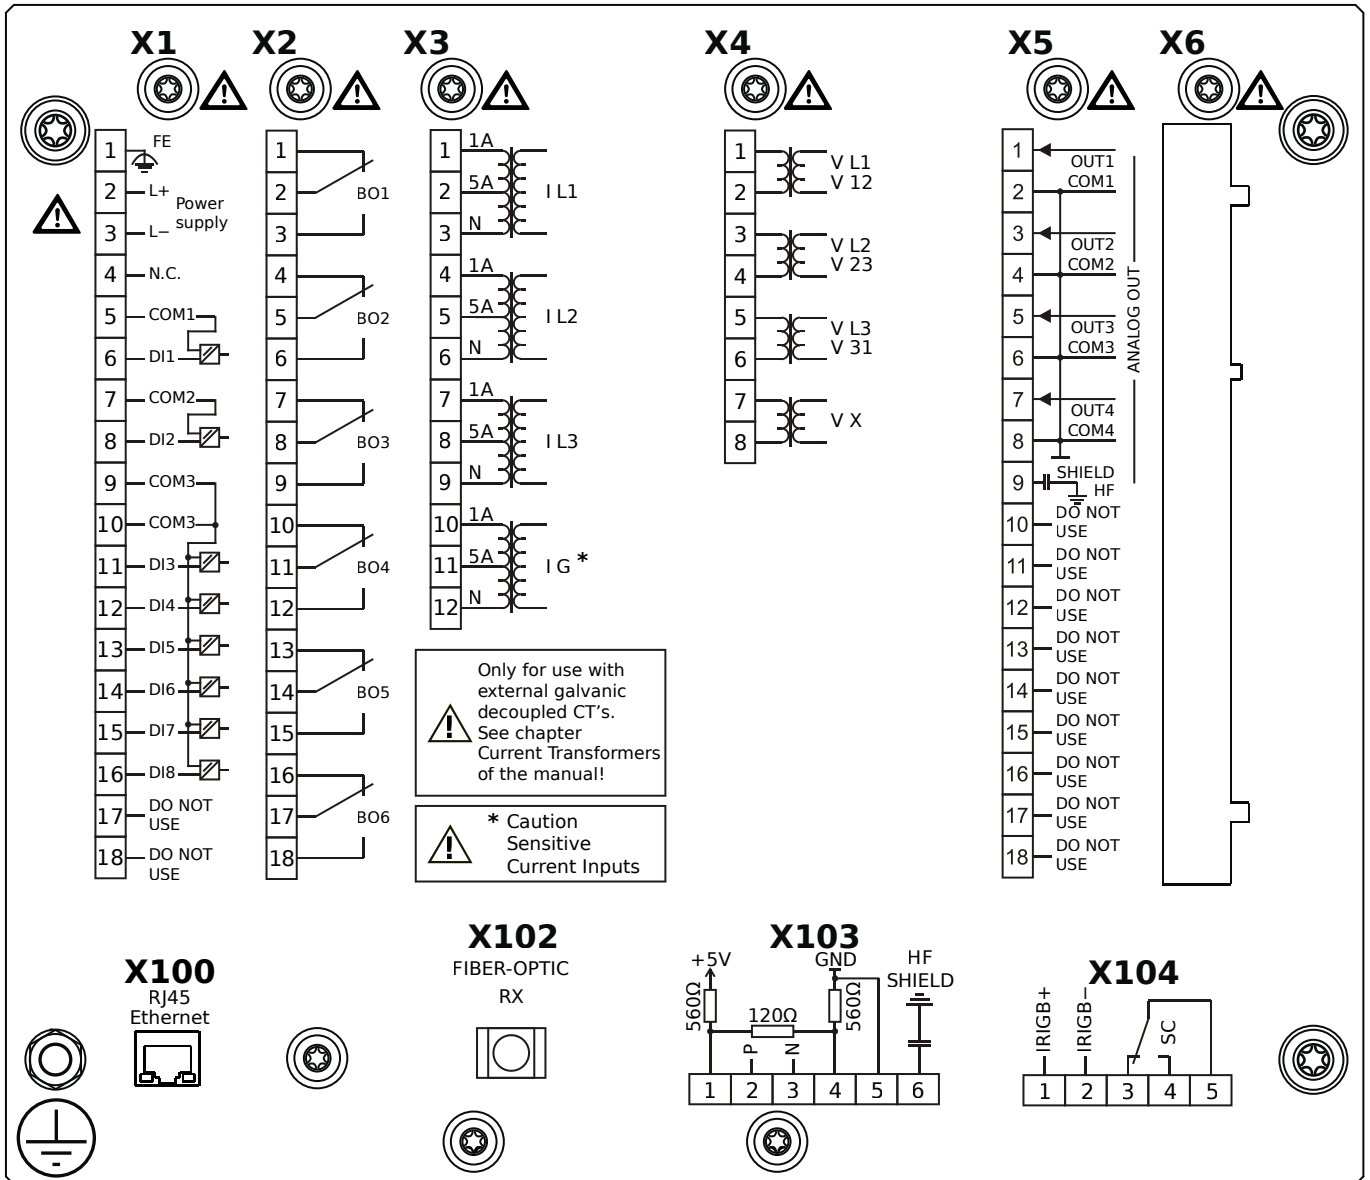 X1 X2 X3 X4 X5 X6
1 FE
2 L+
Power
supply
3 L−
4 N.C.
5 COM1
6 DI1
7 COM2
8 DI2
9 COM3
10 COM3
11 DI3
12 DI4
13 DI5
14 DI6
15 DI7
16 DI8
17 DO NOT
USE
18 DO NOT
USE
1
2 BO1
3
4
5 BO2
6
7
8 BO3
9
10
11 BO4
12
13
14 BO5
15
16
17 BO6
18
1 1A
2 5A I L1
3 N
4 1A
5 5A I L2
6 N
7 1A
8 5A I L3
9 N
10 1A
11 5A I G *
12 N
Only for use with
external galvanic
decoupled CT's.
See chapter
Current Transformers
of the manual!
* Caution
Sensitive
Current Inputs
1 V L1
2 V 12
3 V L2
4 V 23
5 V L3
6 V 31
7 V X
8
1 OUT1
2 COM1
3 OUT2
4 COM2
5 OUT3
6 COM3
7 OUT4
8 COM4
ANALOG OUT
9 SHIELD
HF
10 DO NOT
USE
11 DO NOT
USE
12 DO NOT
USE
13 DO NOT
USE
14 DO NOT
USE
15 DO NOT
USE
16 DO NOT
USE
17 DO NOT
USE
18 DO NOT
USE
X100
RJ45
Ethernet
X102
FIBER-OPTIC
RX
X103
+5V GND HF
SHIELD
560Ω 120Ω 560Ω
P N
1 2 3 4 5 6
X104
IRIGB+ IRIGB− SC
1 2 3 4 5